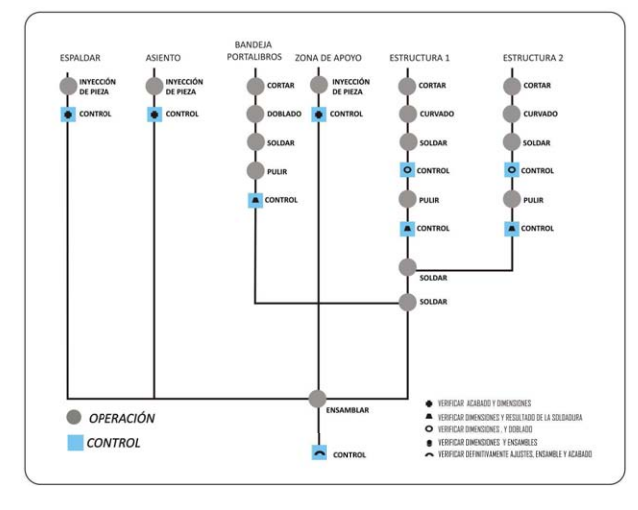 BANDEJA
ESPALDAR ASIENTO PORTALIBROS ZONA DE APOYO ESTRUCTURA 1 ESTRUCTURA 2
INYECCIÓN
DE PIEZA
CONTROL
INYECCIÓN
DE PIEZA
CONTROL
CORTAR
DOBLADO
SOLDAR
PULIR
CONTROL
INYECCIÓN
DE PIEZA
CONTROL
CORTAR
CURVADO
SOLDAR
CONTROL
PULIR
CONTROL
SOLDAR
SOLDAR
CORTAR
CURVADO
SOLDAR
CONTROL
PULIR
CONTROL
ENSAMBLAR
CONTROL
OPERACIÓN
CONTROL
VERIFICAR ACABADO Y DIMENSIONES
VERIFICAR DIMENSIONES Y RESULTADO DE LA SOLDADURA
VERIFICAR DIMENSIONES . Y DOBLADO
VERIFICAR DIMENSIONES Y ENSAMBLES
VERIFICAR DEFINITIVAMENTE AJUSTES, ENSAMBLE Y ACABADO